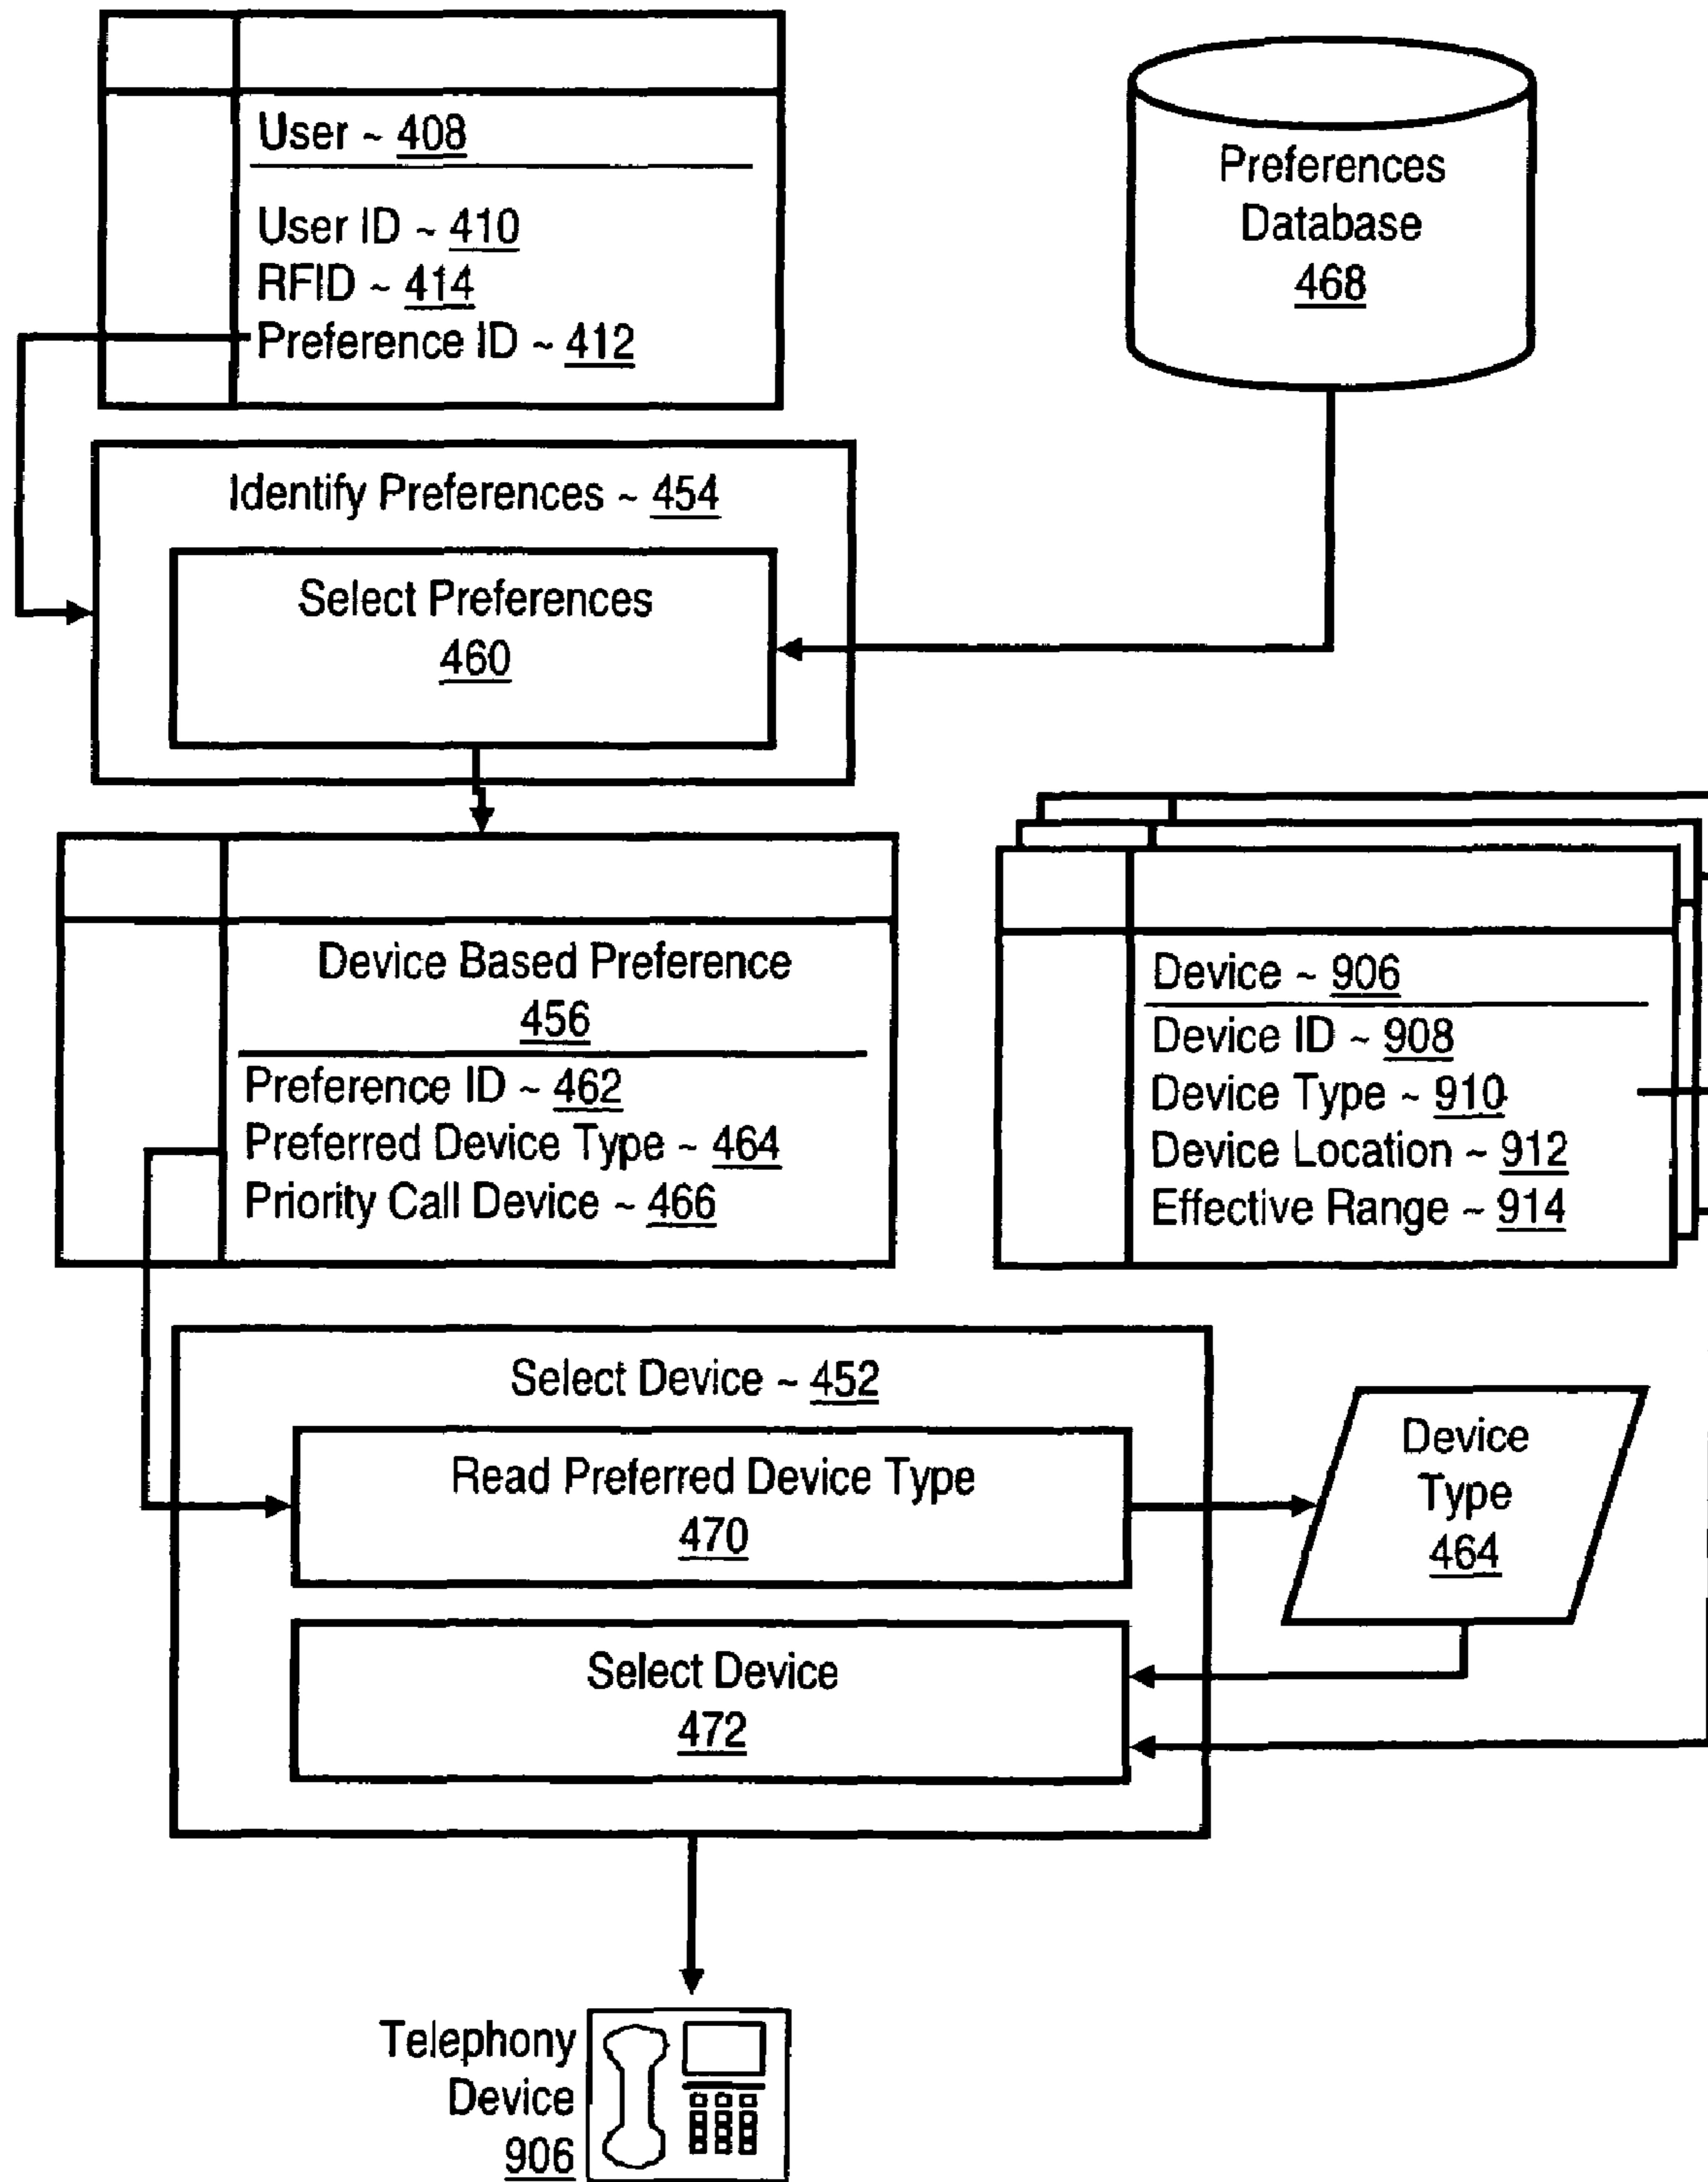 User ~ 408
User ID ~ 410
RFID ~ 414
Preference ID ~ 412
Preferences
Database
468
Identify Preferences ~ 454
Select Preferences
460
Device Based Preference
456
Preference ID ~ 462
Preferred Device Type ~ 464
Priority Call Device ~ 466
Device ~ 906
Device ID ~ 908
Device Type ~ 910
Device Location ~ 912
Effective Range ~ 914
Select Device ~ 452
Read Preferred Device Type
470
Device
Type
464
Select Device
472
Telephony
Device
906